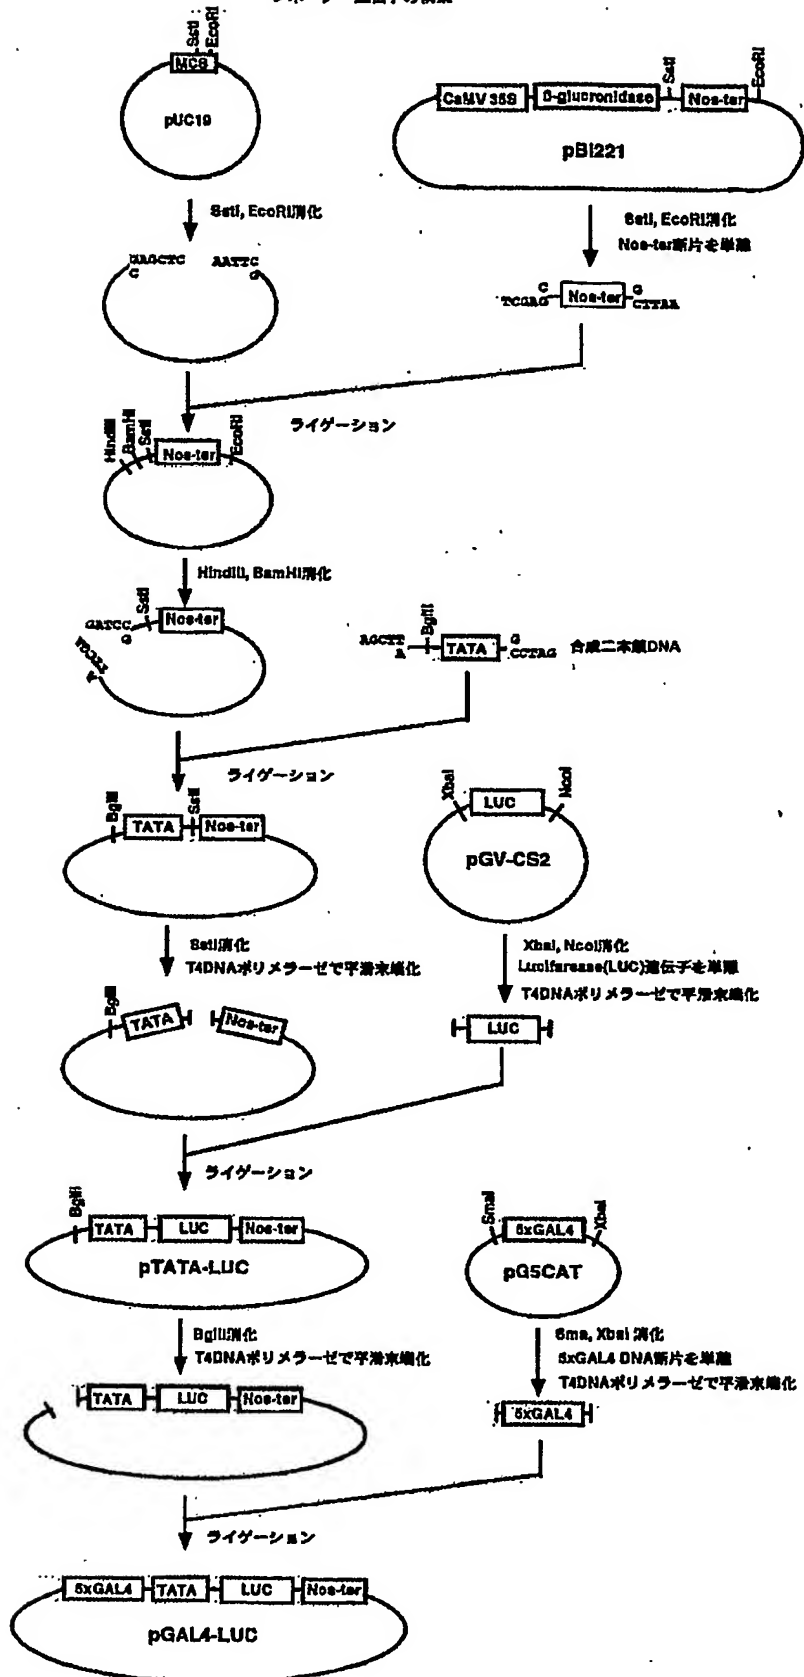 SstI
EcoRI
MCS
pUC19
CaMV 35S
β-glucronidase
SstI
Nos-ter
EcoRI
pBI221
SstI, EcoRI消化
SstI, EcoRI消化
Nos-ter断片を単離
GAGCTC
C
AATTC
G
C
TCGAG
Nos-ter
G
CTTAA
ライゲーション
HindIII
BamHI
SstI
Nos-ter
EcoRI
HindIII, BamHI消化
GATCC
G
SstI
Nos-ter
TTCGA
A
AGCTT
A
BglII
TATA
G
CCTAG
合成二本鎖DNA
ライゲーション
BglII
TATA
SstI
Nos-ter
XbaI
LUC
NcoI
pGV-CS2
SstI消化
T4DNAポリメラーゼで平滑末端化
XbaI, NcoI消化
Luciferease(LUC)遺伝子を単離
T4DNAポリメラーゼで平滑末端化
BglII
TATA
Nos-ter
LUC
ライゲーション
BglII
TATA
LUC
Nos-ter
pTATA-LUC
SmaI
5xGAL4
XbaI
pG5CAT
BglII消化
T4DNAポリメラーゼで平滑末端化
Sma, XbaI 消化
5xGAL4 DNA断片を単離
T4DNAポリメラーゼで平滑末端化
TATA
LUC
Nos-ter
5xGAL4
ライゲーション
5xGAL4
TATA
LUC
Nos-ter
pGAL4-LUC